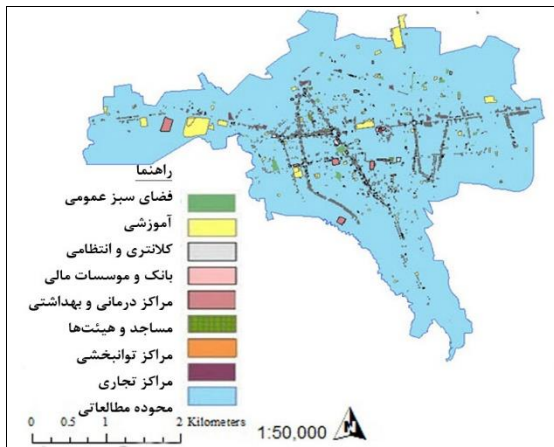 راهنما
فضای سبز عمومی
آموزشی
کلانتری و انتظامی
بانک و موسسات مالی
مراکز درمانی و بهداشتی
مساجد و هیئت‌ها
مراکز توانبخشی
مراکز تجاری
محوده مطالعاتی
Kilometers
0 0.5 1 2
1:50,000
N